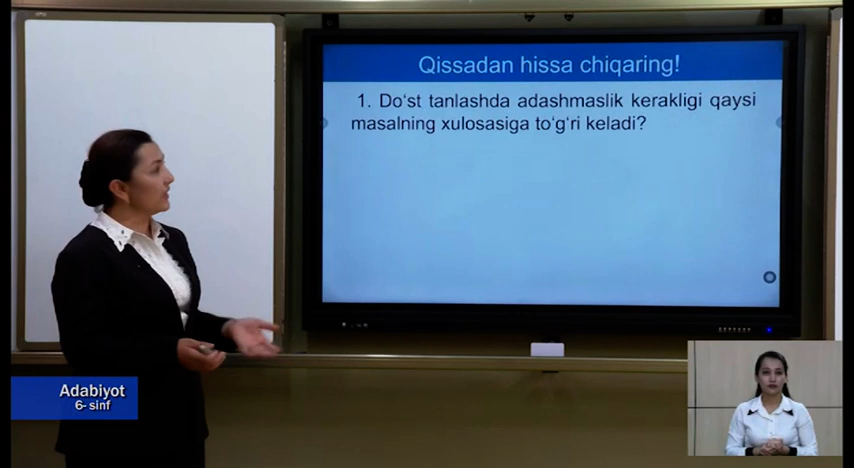 Qissadan hissa chiqaring!
1. Do‘st tanlashda adashmaslik kerakligi qaysi
masalning xulosasiga to‘g‘ri keladi?
Adabiyot
6- sinf